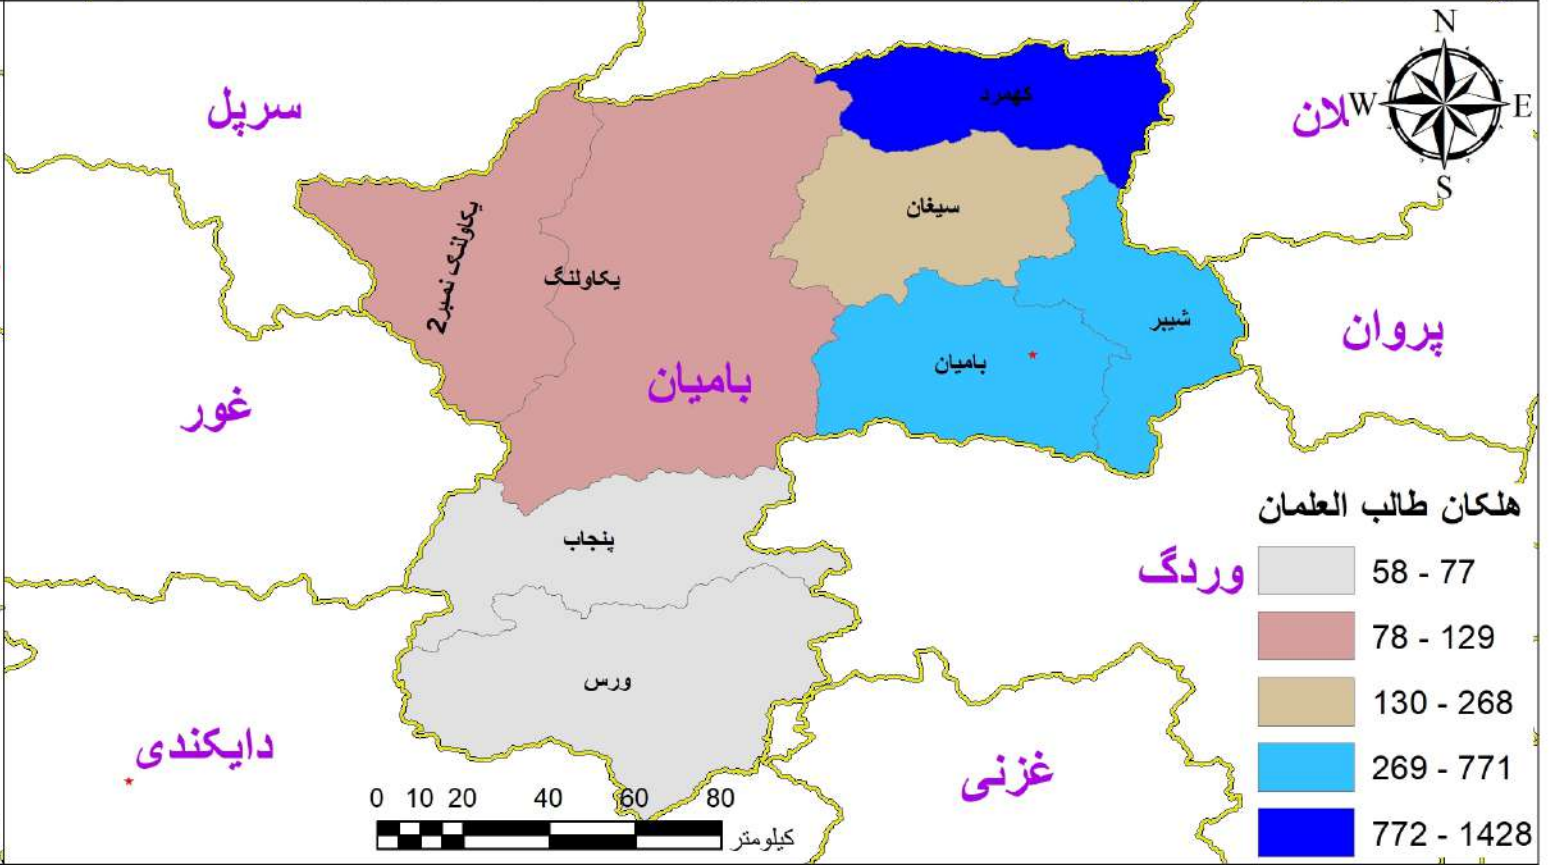 N
W
E
S
سرپل
لان
کهمرد
سیغان
یکاولنگ نمبر2
یکاولنگ
شیبر
پروان
بامیان
بامیان
غور
پنجاب
وردگ
ورس
دایکندی
غزنی
هلکان طالب العلمان
58 - 77
78 - 129
130 - 268
269 - 771
772 - 1428
0 10 20 40 60 80
کیلومتر